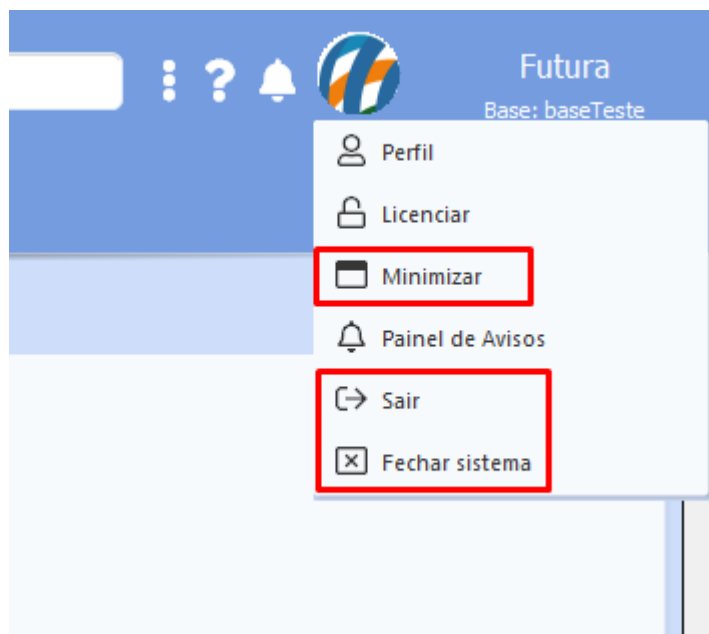 Futura
Base: baseTeste
Perfil
Licenciar
Minimizar
Painel de Avisos
Sair
Fechar sistema